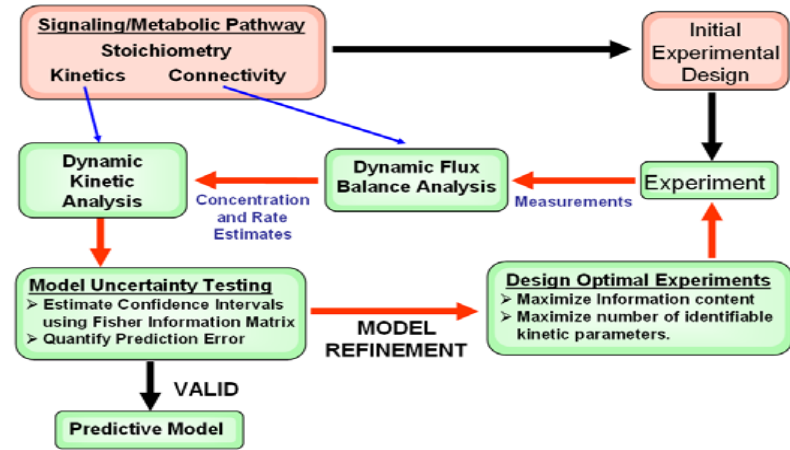 Signaling/Metabolic Pathway
Stoichiometry
Kinetics Connectivity
Initial
Experimental
Design
Dynamic
Kinetic
Analysis
Concentration
and Rate
Estimates
Dynamic Flux
Balance Analysis
Measurements
Experiment
Model Uncertainty Testing
➢ Estimate Confidence Intervals
using Fisher Information Matrix
➢ Quantify Prediction Error
MODEL
REFINEMENT
Design Optimal Experiments
➢ Maximize Information content
➢ Maximize number of identifiable
kinetic parameters.
VALID
Predictive Model